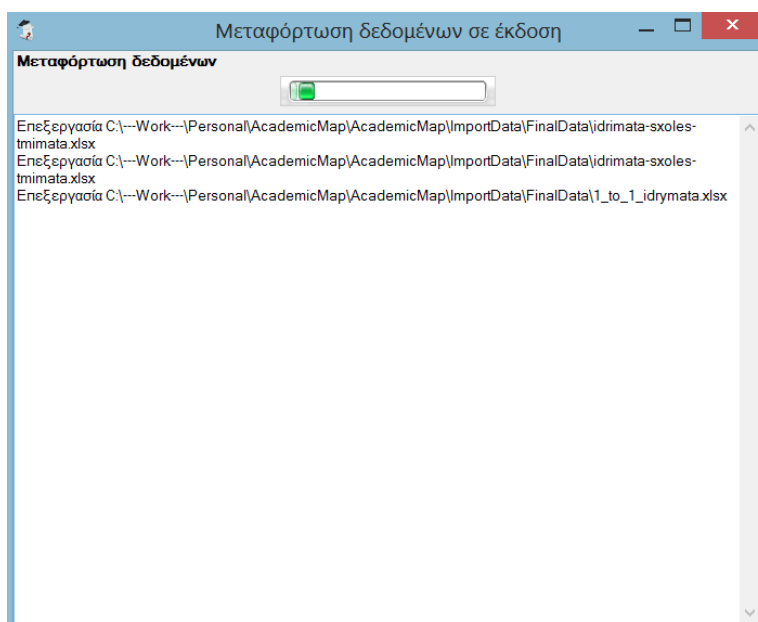 Μεταφόρτωση δεδομένων σε έκδοση
Μεταφόρτωση δεδομένων
Επεξεργασία C:\---Work---\Personal\AcademicMap\AcademicMap\ImportData\FinalData\idrimata-sxoles-
tmimata.xlsx
Επεξεργασία C:\---Work---\Personal\AcademicMap\AcademicMap\ImportData\FinalData\idrimata-sxoles-
tmimata.xlsx
Επεξεργασία C:\---Work---\Personal\AcademicMap\AcademicMap\ImportData\FinalData\1_to_1_idrymata.xlsx